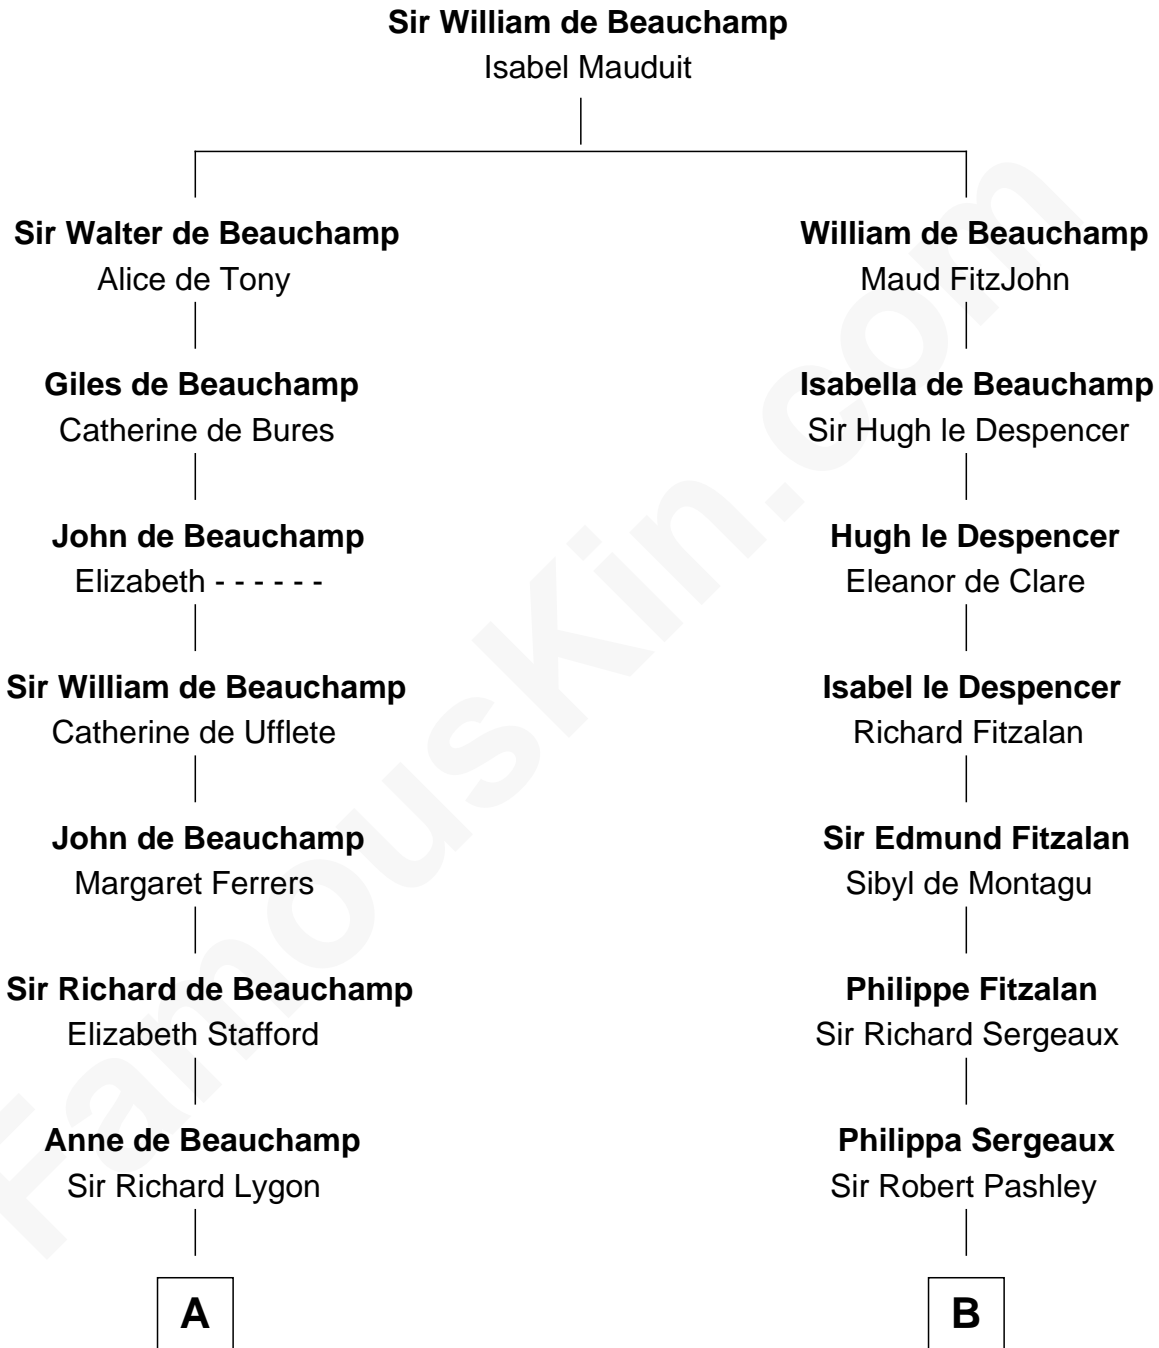 Sir William de Beauchamp
Isabel Mauduit
Sir Walter de Beauchamp
Alice de Tony
Giles de Beauchamp
Catherine de Bures
John de Beauchamp
Elizabeth - - - - - -
Sir William de Beauchamp
Catherine de Ufflete
John de Beauchamp
Margaret Ferrers
Sir Richard de Beauchamp
Elizabeth Stafford
Anne de Beauchamp
Sir Richard Lygon
A
William de Beauchamp
Maud FitzJohn
Isabella de Beauchamp
Sir Hugh le Despencer
Hugh le Despencer
Eleanor de Clare
Isabel le Despencer
Richard Fitzalan
Sir Edmund Fitzalan
Sibyl de Montagu
Philippe Fitzalan
Sir Richard Sergeaux
Philippa Sergeaux
Sir Robert Pashley
B
FamousKin.com